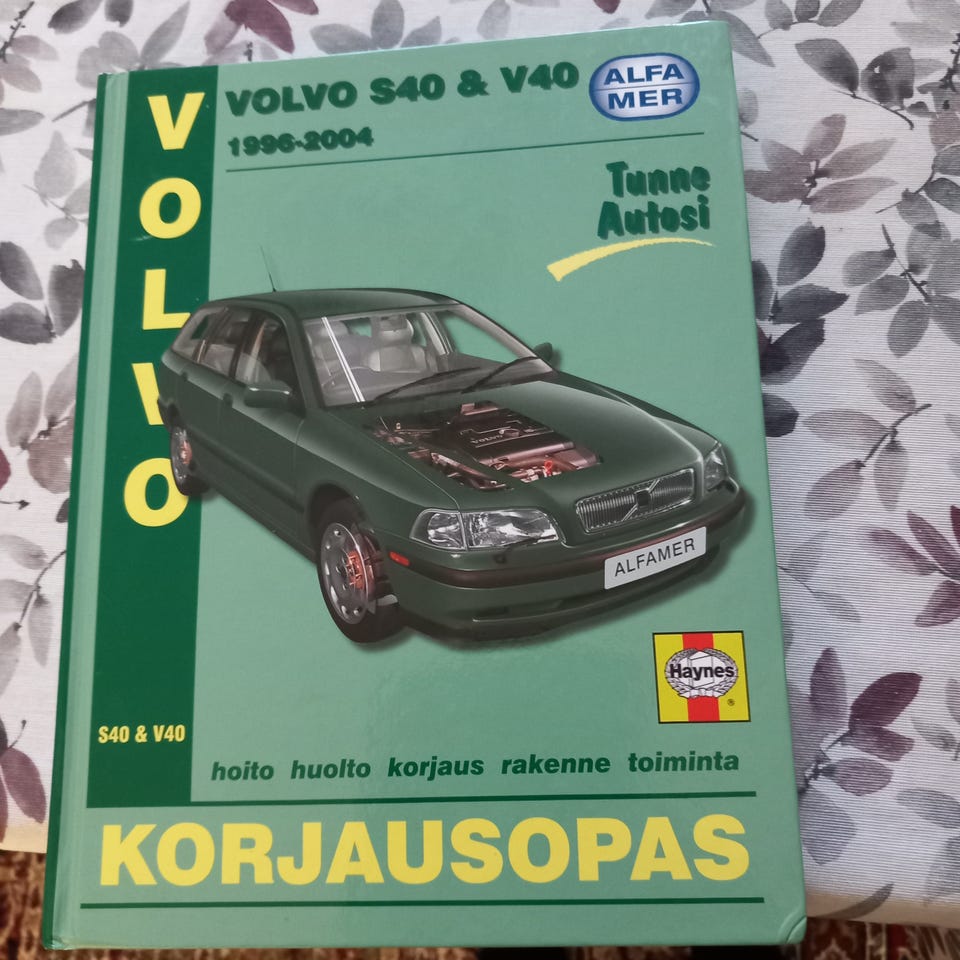 VOLVO S40 & V40
ALFA
MER
1996-2004
Tunne
Autosi
VOLVO
VOLVO
ALFAMER
Haynes
®
S40 & V40
hoito huolto korjaus rakenne toiminta
KORJAUSOPAS